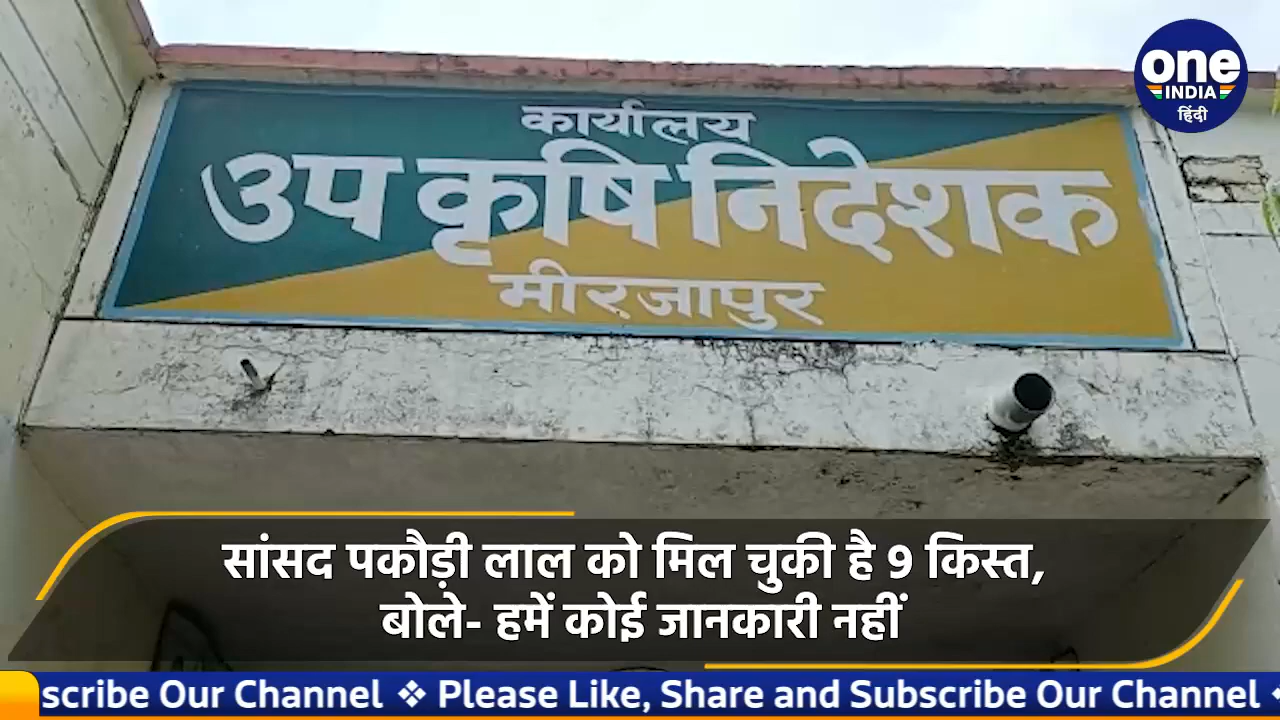 one
INDIA
हिंदी
कार्यालय
उप कृषि निदेशक
मीरजापुर
सांसद पकौड़ी लाल को मिल चुकी है 9 किस्त,
बोले- हमें कोई जानकारी नहीं
scribe Our Channel ❖ Please Like, Share and Subscribe Our Channel ❖